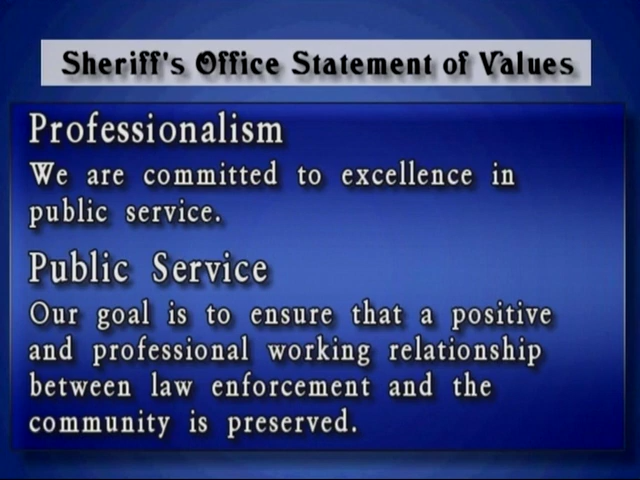 Sheriff's Office Statement of Values
Professionalism
We are committed to excellence in
public service.
Public Service
Our goal is to ensure that a positive
and professional working relationship
between law enforcement and the
community is preserved.